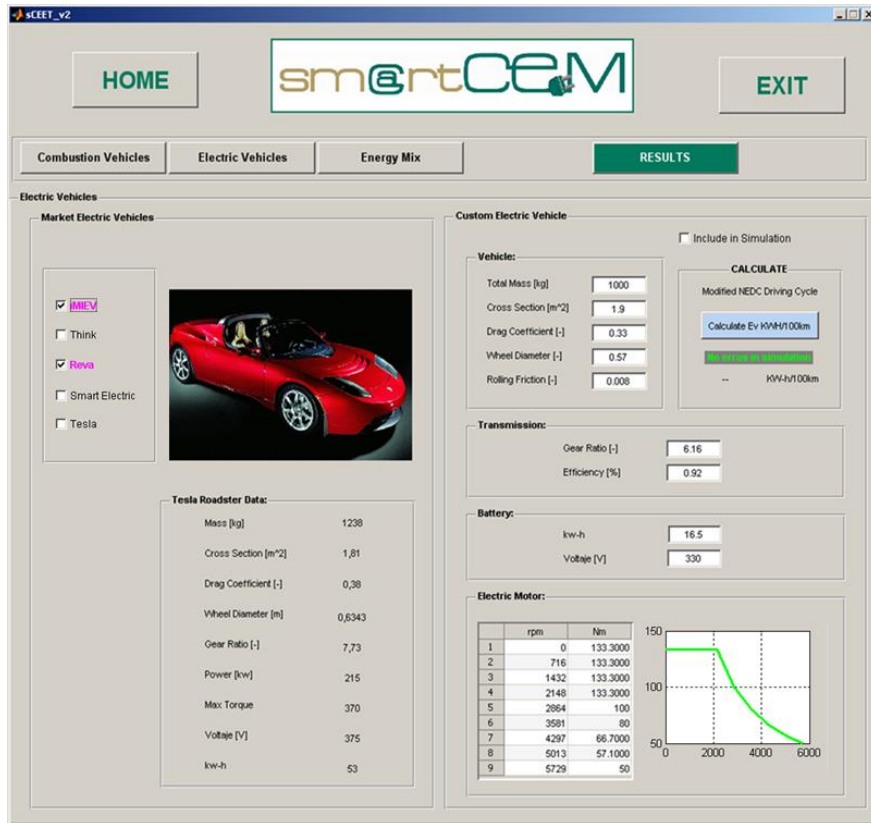 sCEET_v2
HOME
sm@rtCEM
EXIT
Combustion Vehicles
Electric Vehicles
Energy Mix
RESULTS
Electric Vehicles
Market Electric Vehicles
iMIEV
Think
Reva
Smart Electric
Tesla
Tesla Roadster Data:
Mass [kg] 1238
Cross Section [m^2] 1,81
Drag Coefficient [-] 0,38
Wheel Diameter [m] 0,6343
Gear Ratio [-] 7,73
Power [kw] 215
Max Torque 370
Voltaje [V] 375
kw-h 53
Custom Electric Vehicle
Include in Simulation
Vehicle:
Total Mass [kg] 1000
Cross Section [m^2] 1.9
Drag Coefficient [-] 0.33
Wheel Diameter [-] 0.57
Rolling Friction [-] 0.008
CALCULATE
Modified NEDC Driving Cycle
Calculate Ev KWH/100km
No errus in simulation
-- KW-h/100km
Transmission:
Gear Ratio [-] 6.16
Efficiency [%] 0.92
Battery:
kw-h 16.5
Voltaje [V] 330
Electric Motor:
rpm Nm
1 0 133.3000
2 716 133.3000
3 1432 133.3000
4 2148 133.3000
5 2864 100
6 3581 80
7 4297 66.7000
8 5013 57.1000
9 5729 50
150
100
50
0 2000 4000 6000